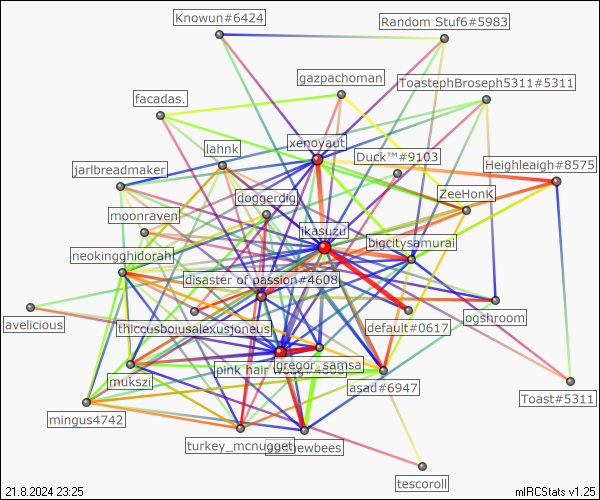 Knowun#6424
Random Stuf6#5983
gazpachoman
ToastephBroseph5311#5311
facadas.
xenoyaut
lahnk
Duck™#9103
Heighleaigh#8575
jarlbreadmaker
doggerdig
ZeeHonK
moonraven
ikasuzu
bigcitysamurai
neokingghidorah
disaster of passion#4608
ogshroom
avelicious
thiccusboiusalexusjoneus
default#0617
gregor_samsa
pink hair
mukszi
asad#6947
Toast#5311
mingus4742
turkey_mcnugget
ewbees
tescoroll
21.8.2024 23:25
mIRCStats v1.25